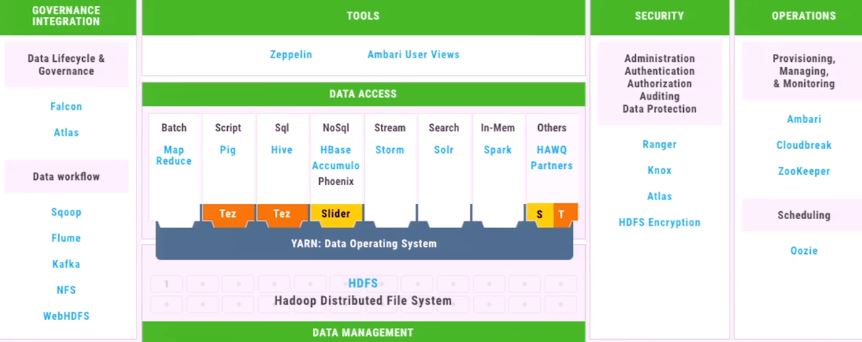 GOVERNANCE
INTEGRATION
Data Lifecycle &
Governance
Falcon
Atlas
Data workflow
Sqoop
Flume
Kafka
NFS
WebHDFS
TOOLS
Zeppelin
Ambari User Views
DATA ACCESS
Batch
Map
Reduce
Script
Pig
Tez
Sql
Hive
Tez
NoSql
HBase
Accumulo
Phoenix
Slider
Stream
Storm
Search
Solr
In-Mem
Spark
Others
HAWQ
Partners
S T
YARN: Data Operating System
1
HDFS
Hadoop Distributed File System
DATA MANAGEMENT
SECURITY
Administration
Authentication
Authorization
Auditing
Data Protection
Ranger
Knox
Atlas
HDFS Encryption
OPERATIONS
Provisioning,
Managing,
& Monitoring
Ambari
Cloudbreak
ZooKeeper
Scheduling
Oozie